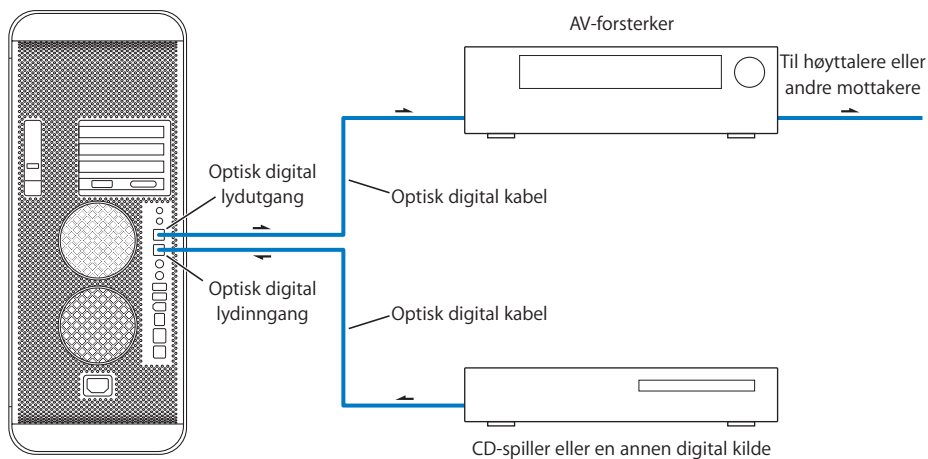 AV-forsterker
Til høyttalere eller
andre mottakere
Optisk digital
lydutgang
Optisk digital kabel
Optisk digital
lydinngang
Optisk digital kabel
CD-spiller eller en annen digital kilde